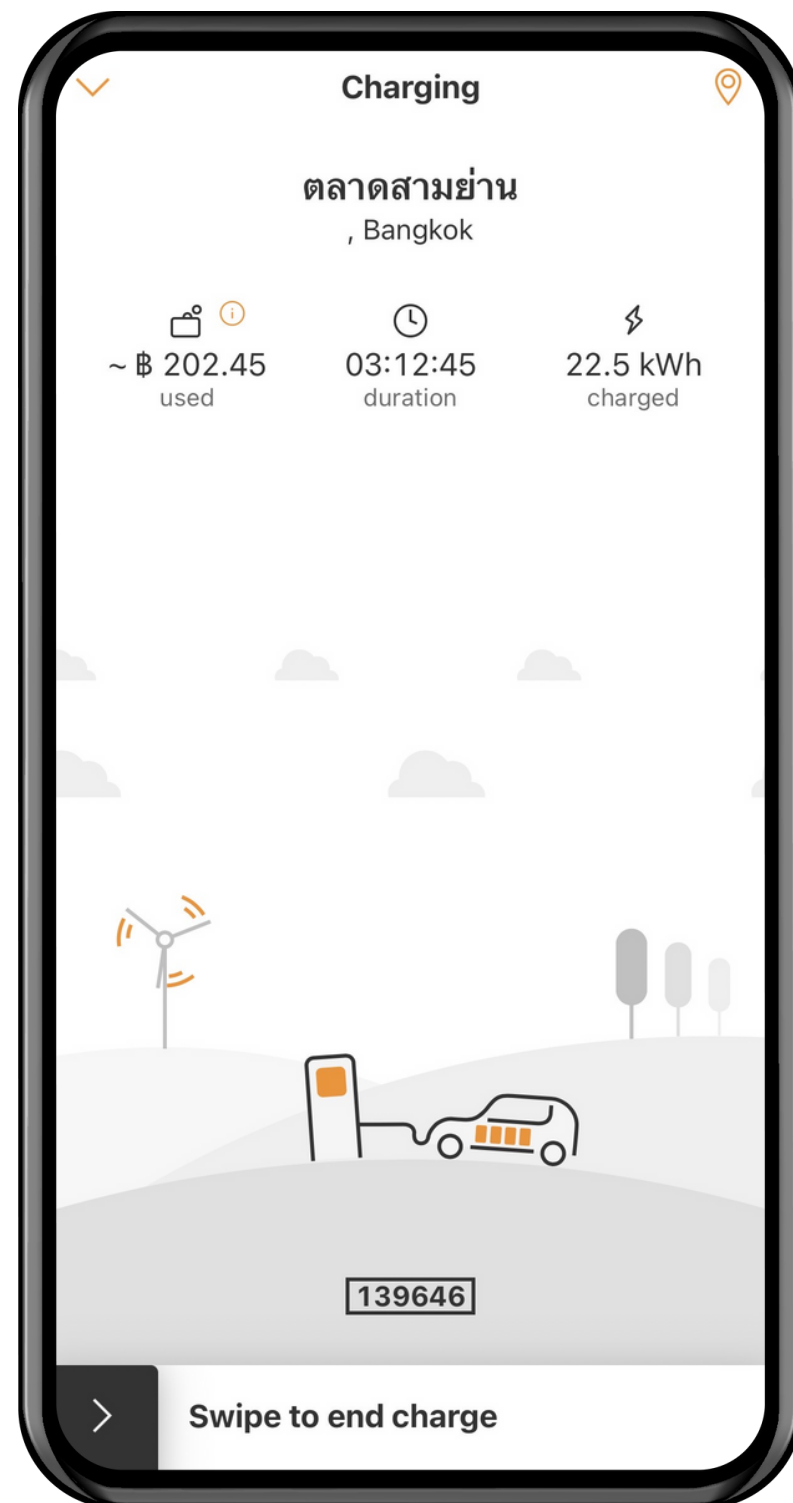 Charging
ตลาดสามย่าน
, Bangkok
~ ฿ 202.45
used
03:12:45
duration
22.5 kWh
charged
139646
Swipe to end charge